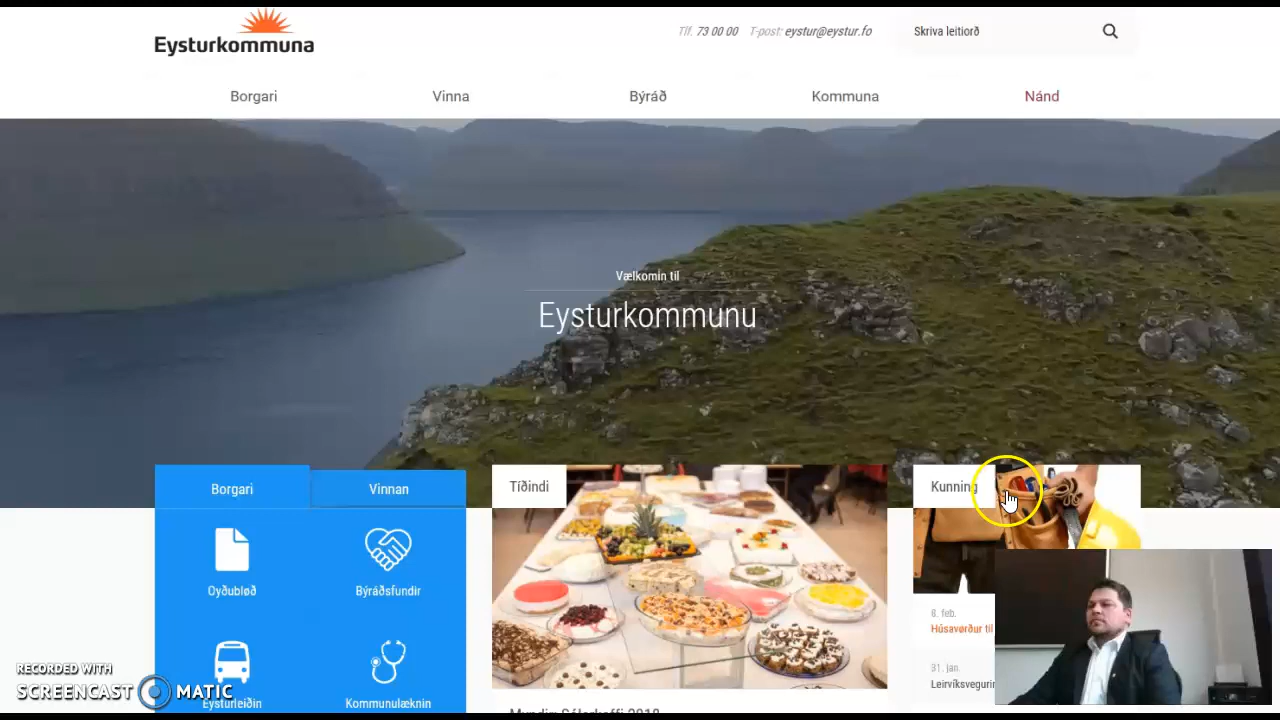 Eysturkommuna
Tlf. 73 00 00 T-post: eystur@eystur.fo
Skriva leitiorð
Borgari
Vinna
Býráð
Kommuna
Nánd
Vælkomin til
Eysturkommunu
Borgari
Vinnan
Tíðindi
Kunning
Oyðubløð
Býráðsfundir
8. feb.
Húsavørður til
31. jan.
Leirvíksvegurin
Eysturleiðin
Kommunulæknin
RECORDED WITH
SCREENCAST MATIC